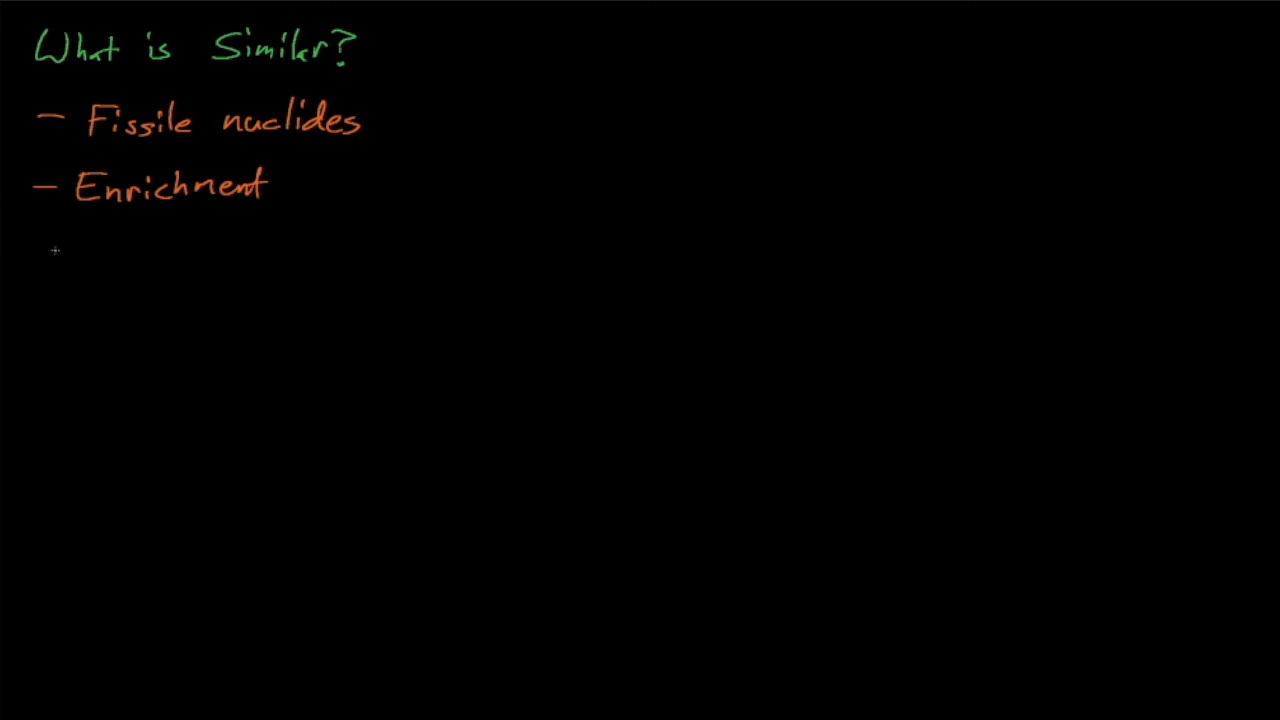 What is Similar?
- Fissile nuclides
- Enrichment